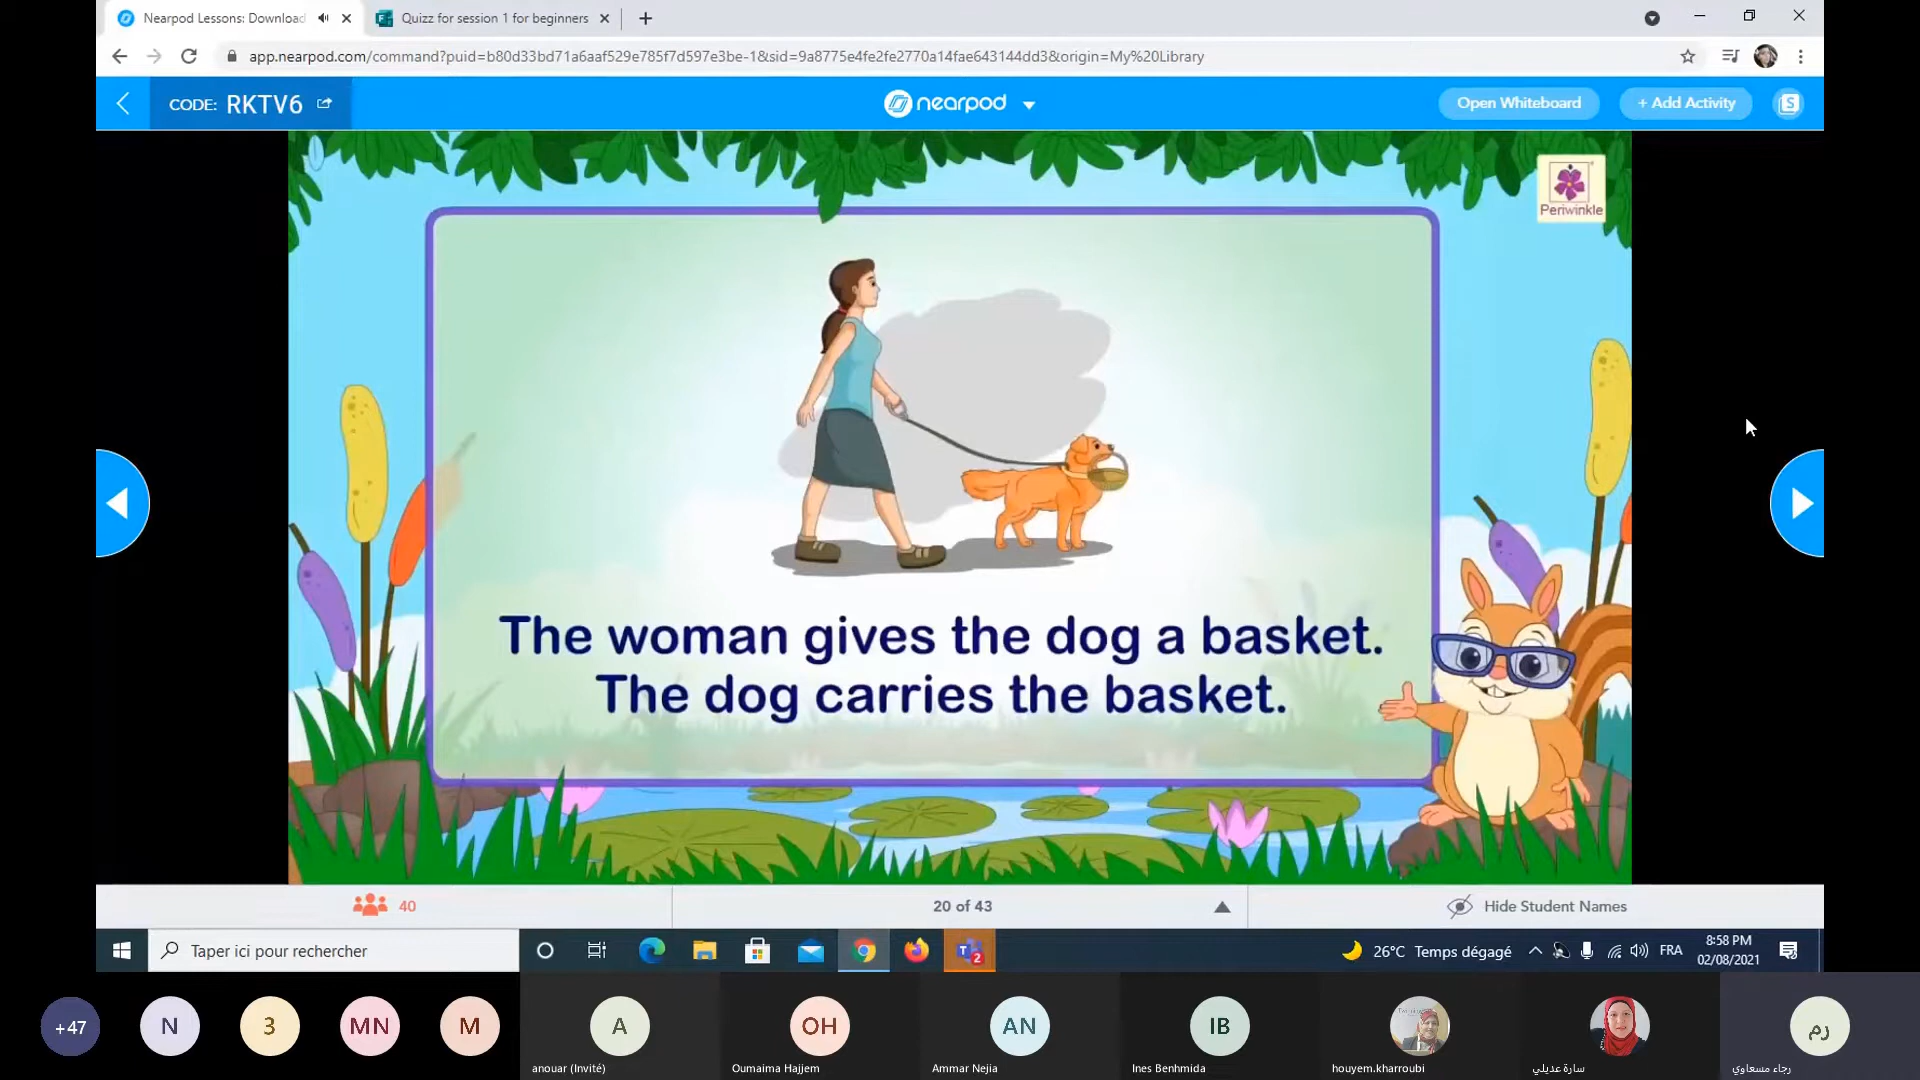 Nearpod Lessons: Download
Quizz for session 1 for beginners
app.nearpod.com/command?puid=b80d33bd71a6aaf529e785f7d597e3be-1&sid=9a8775e4fe2fe2770a14fae643144dd3&origin=My%20Library
CODE: RKTV6
nearpod
Open Whiteboard
+ Add Activity
S
Periwinkle
The woman gives the dog a basket.
The dog carries the basket.
40
20 of 43
Hide Student Names
Taper ici pour rechercher
2
26°C Temps dégagé
FRA
8:58 PM
02/08/2021
+47
N
3
MN
M
A
OH
AN
IB
رم
anouar (Invité)
Oumaima Hajjem
Ammar Nejia
Ines Benhmida
houyem.kharroubi
سارة عديلي
رجاء مسعاوي